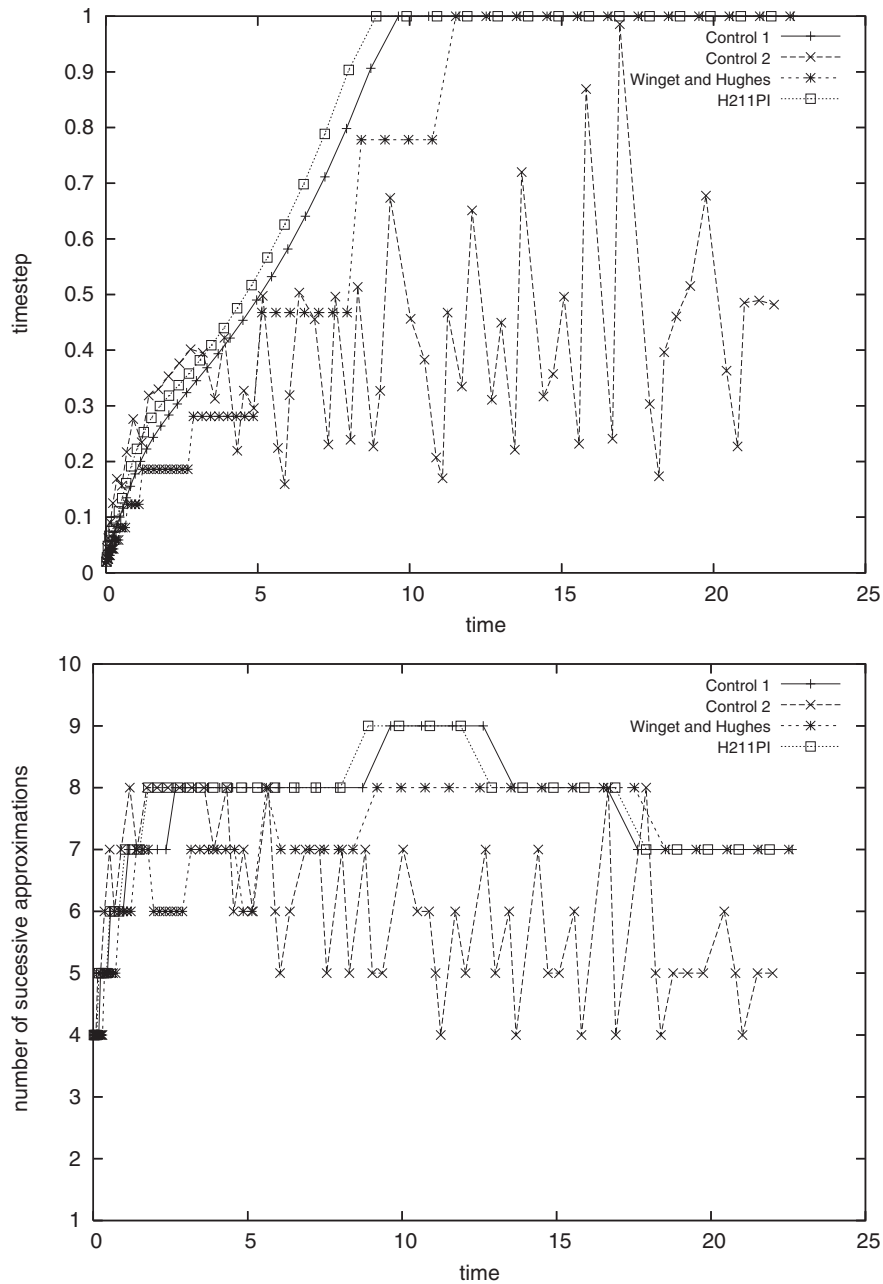 1
0.9
0.8
0.7
0.6
0.5
0.4
0.3
0.2
0.1
0
timestep
0
5
10
15
20
25
time
Control 1
Control 2
Winget and Hughes
H211PI
10
9
8
7
6
5
4
3
2
1
number of sucessive approximations
0
5
10
15
20
25
time
Control 1
Control 2
Winget and Hughes
H211PI